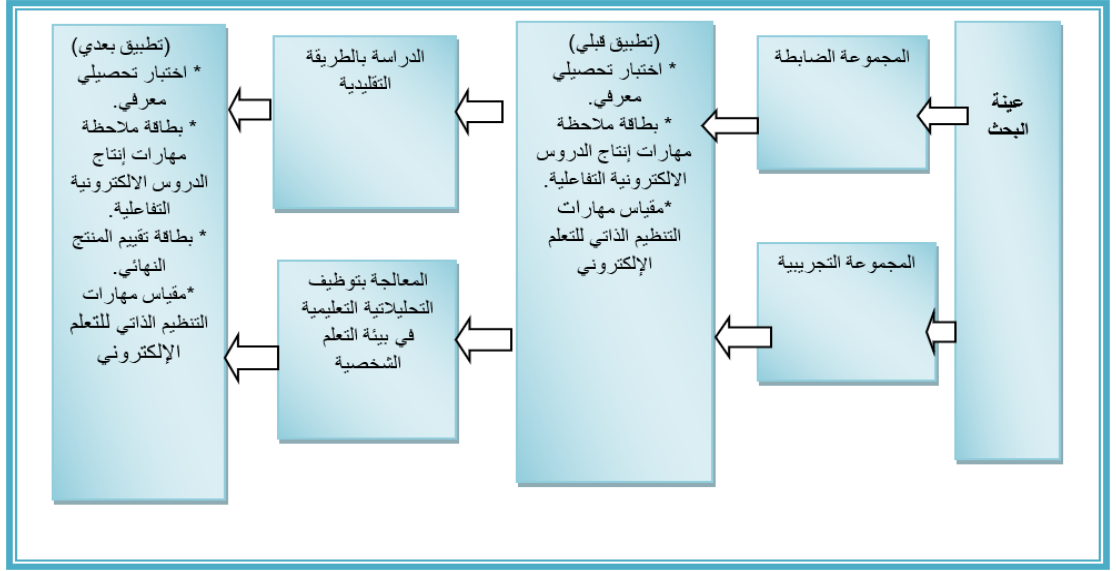 عينة
البحث
المجموعة الضابطة
المجموعة التجريبية
(تطبيق قبلي)
* اختبار تحصيلي
معرفي.
* بطاقة ملاحظة
مهارات إنتاج الدروس
الالكترونية التفاعلية.
*مقياس مهارات
التنظيم الذاتي للتعلم
الإلكتروني
الدراسة بالطريقة
التقليدية
المعالجة بتوظيف
التحليلاتية التعليمية
في بيئة التعلم
الشخصية
(تطبيق بعدي)
* اختبار تحصيلي
معرفي.
* بطاقة ملاحظة
مهارات إنتاج
الدروس الالكترونية
التفاعلية.
* بطاقة تقييم المنتج
النهائي.
*مقياس مهارات
التنظيم الذاتي للتعلم
الإلكتروني